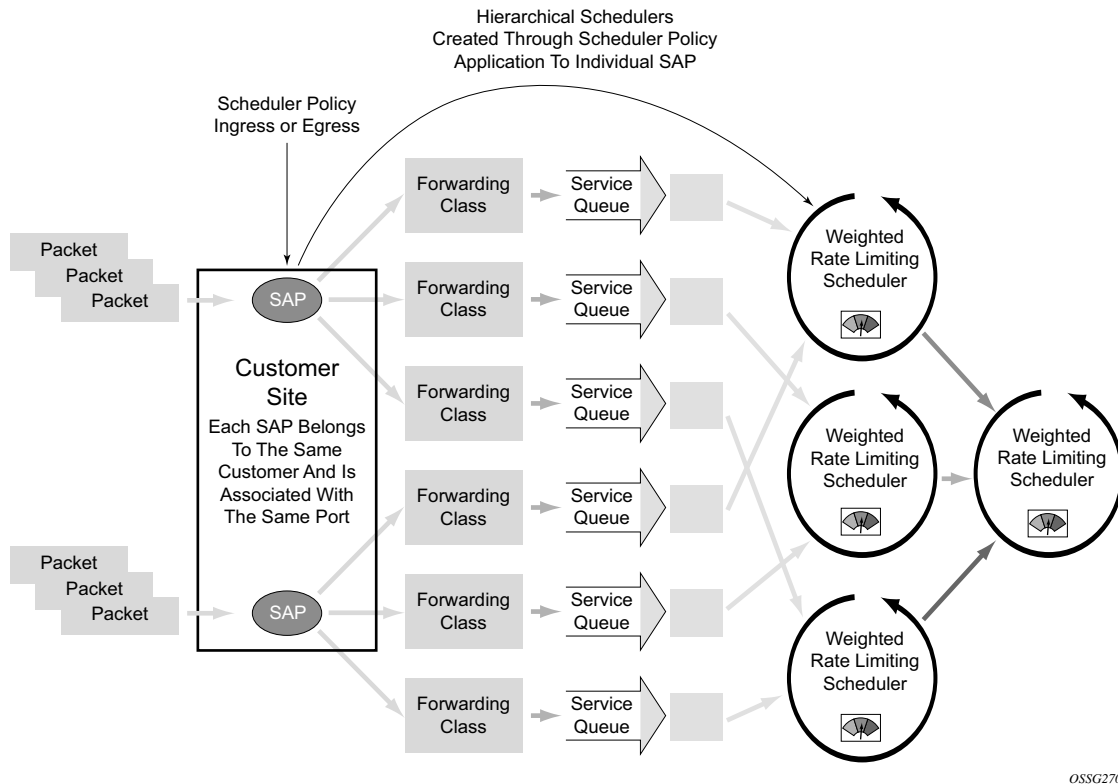 Hierarchical Schedulers
Created Through Scheduler Policy
Application To Individual SAP
Scheduler Policy
Ingress or Egress
Forwarding
Class
Service
Queue
Weighted
Rate Limiting
Scheduler
Packet
Packet
Packet
SAP
Forwarding
Class
Service
Queue
Customer
Site
Each SAP Belongs
To The Same
Customer And Is
Associated With
The Same Port
Forwarding
Class
Service
Queue
Weighted
Rate Limiting
Scheduler
Weighted
Rate Limiting
Scheduler
Forwarding
Class
Service
Queue
Packet
Packet
Packet
SAP
Forwarding
Class
Service
Queue
Weighted
Rate Limiting
Scheduler
Forwarding
Class
Service
Queue